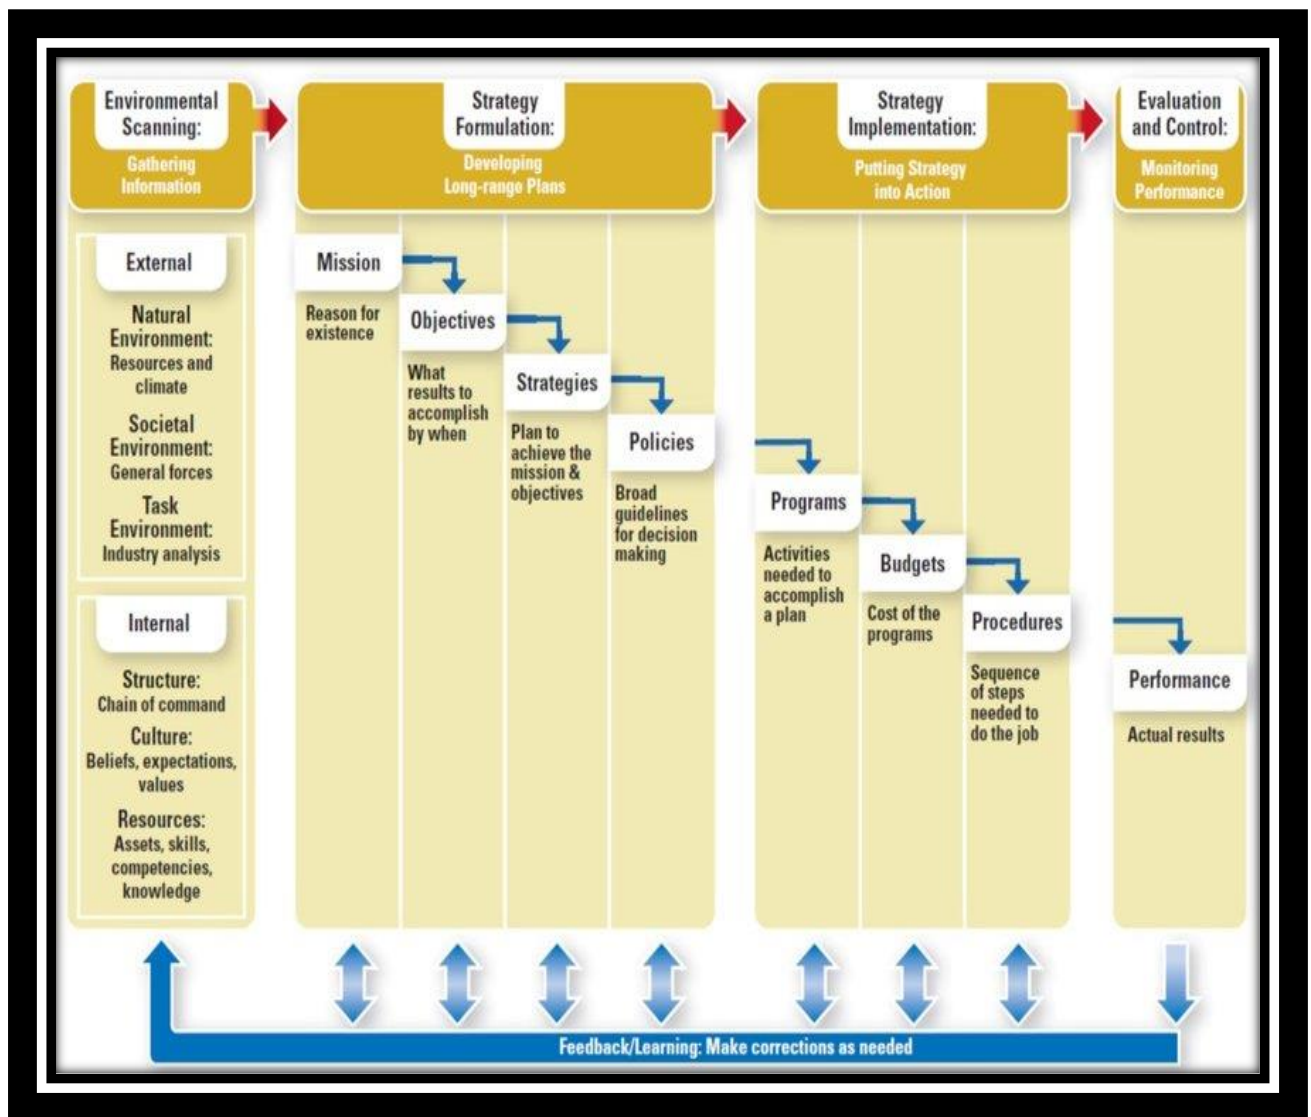 Environmental
Scanning:
Gathering
Information
Strategy
Formulation:
Developing
Long-range Plans
Strategy
Implementation:
Putting Strategy
into Action
Evaluation
and Control:
Monitoring
Performance
External
Natural
Environment:
Resources and
climate
Societal
Environment:
General forces
Task
Environment:
Industry analysis
Internal
Structure:
Chain of command
Culture:
Beliefs, expectations,
values
Resources:
Assets, skills,
competencies,
knowledge
Mission
Reason for
existence
Objectives
What
results to
accomplish
by when
Strategies
Plan to
achieve the
mission &
objectives
Policies
Broad
guidelines
for decision
making
Programs
Activities
needed to
accomplish
a plan
Budgets
Cost of the
programs
Procedures
Sequence
of steps
needed to
do the job
Performance
Actual results
Feedback/Learning: Make corrections as needed